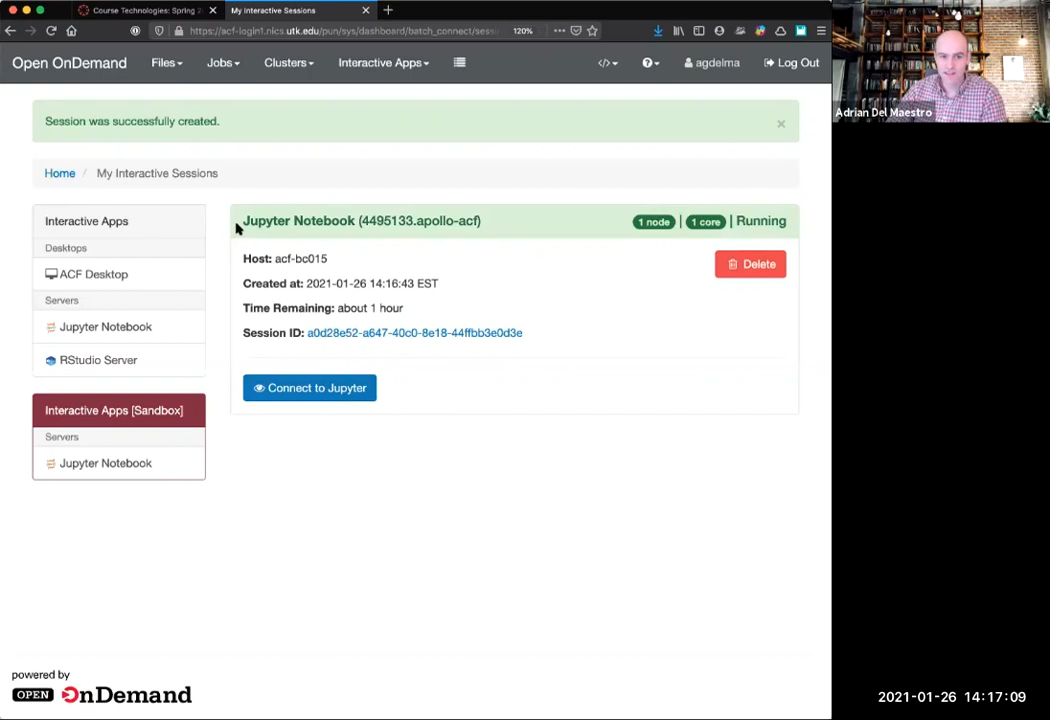 Course Technologies: Spring 2
My Interactive Sessions
https://acf-login1.nics.utk.edu/pun/sys/dashboard/batch_connect/sess
120%
Open OnDemand
Files
Jobs
Clusters
Interactive Apps
</>
agdelma
Log Out
Adrian Del Maestro
Session was successfully created.
×
Home / My Interactive Sessions
Interactive Apps
Desktops
ACF Desktop
Servers
Jupyter Notebook
RStudio Server
Interactive Apps [Sandbox]
Servers
Jupyter Notebook
Jupyter Notebook (4495133.apollo-acf)
1 node | 1 core | Running
Host: acf-bc015
Delete
Created at: 2021-01-26 14:16:43 EST
Time Remaining: about 1 hour
Session ID: a0d28e52-a647-40c0-8e18-44ffbb3e0d3e
Connect to Jupyter
powered by
OPEN OnDemand
2021-01-26 14:17:09